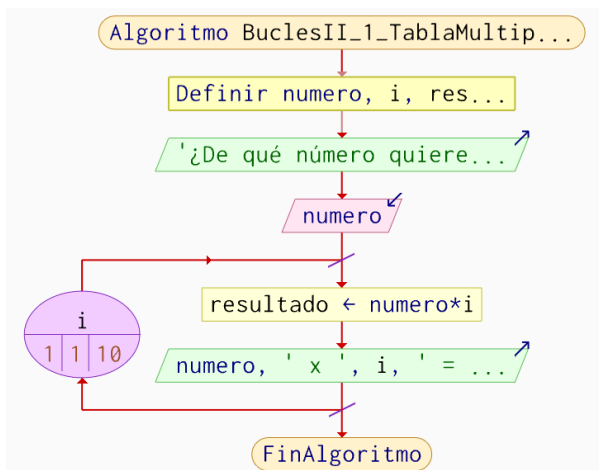 Algoritmo BuclesII_1_TablaMultip...
Definir numero, i, res...
'¿De qué número quiere...
numero
resultado ← numero*i
i
1 1 10
numero, ' x ', i, ' = ...
FinAlgoritmo